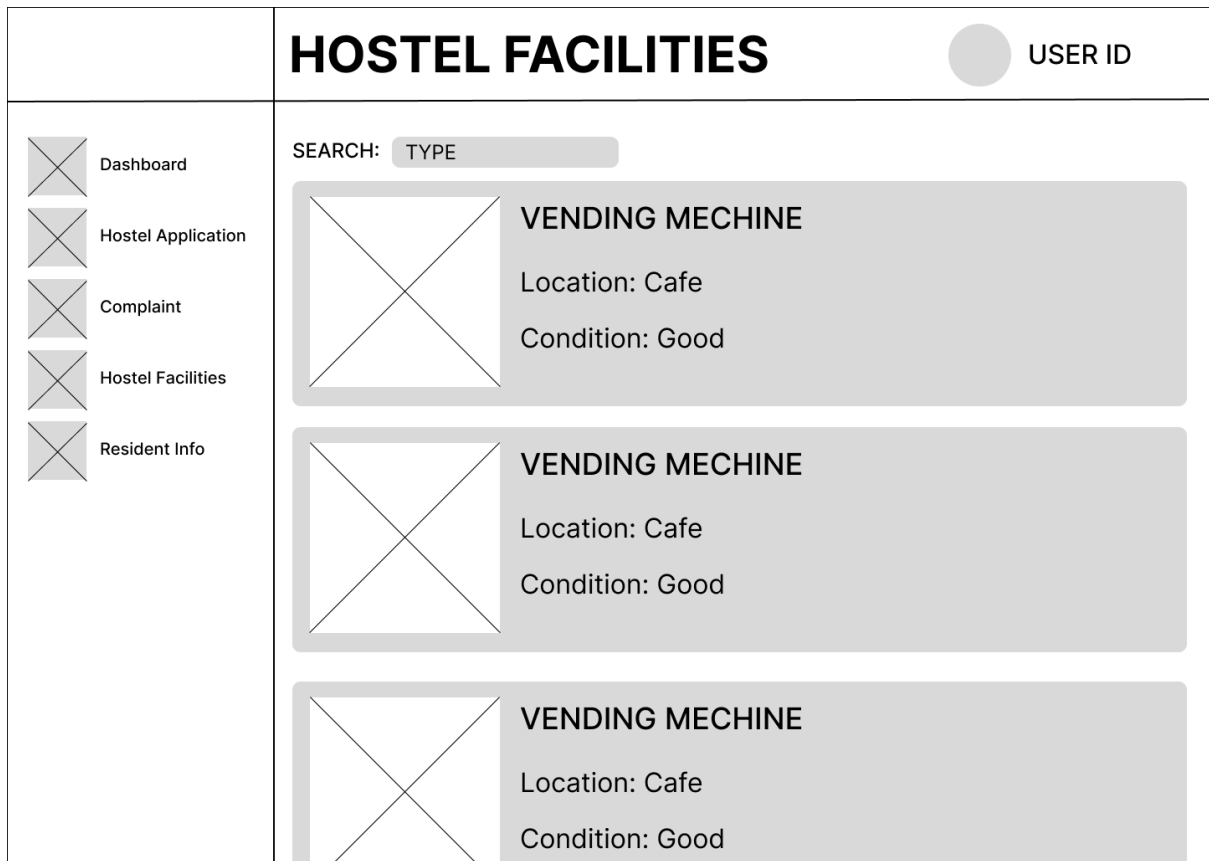 HOSTEL FACILITIES
USER ID
Dashboard
Hostel Application
Complaint
Hostel Facilities
Resident Info
SEARCH: TYPE
VENDING MECHINE
Location: Cafe
Condition: Good
VENDING MECHINE
Location: Cafe
Condition: Good
VENDING MECHINE
Location: Cafe
Condition: Good